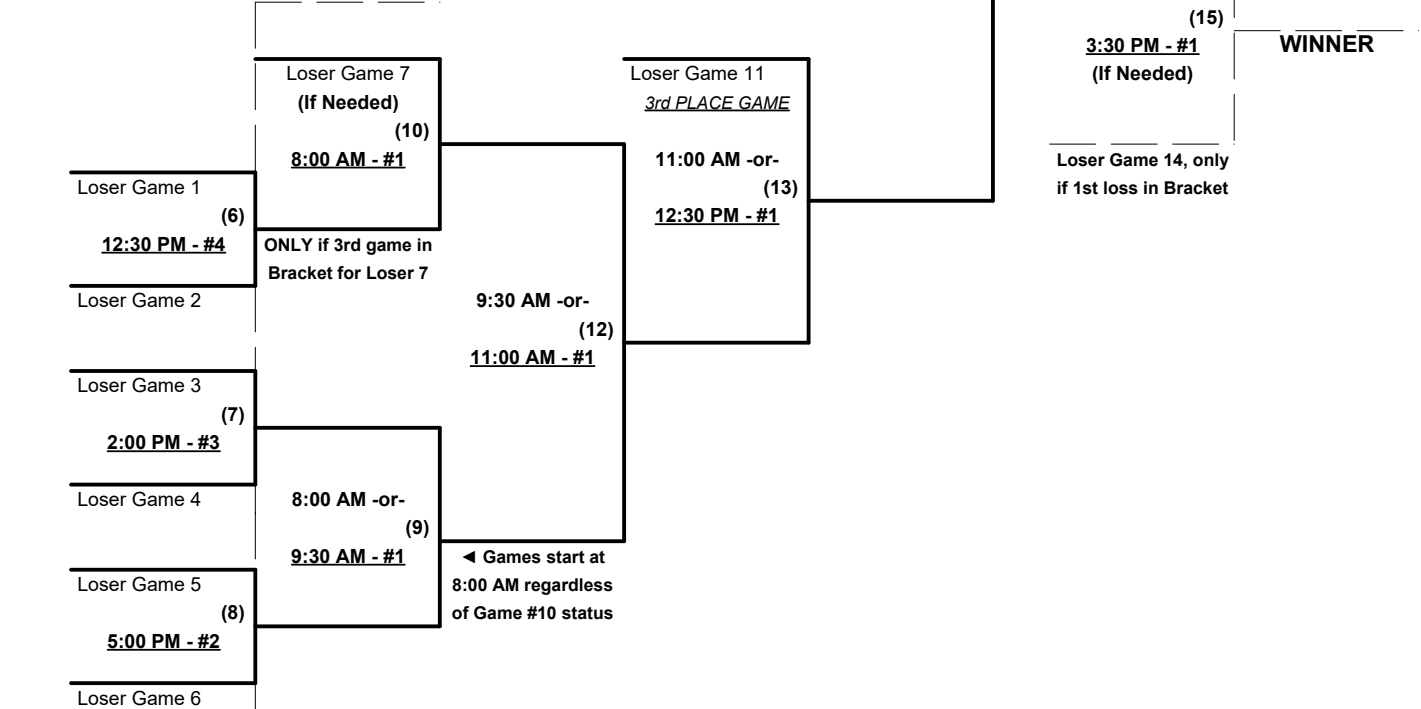 (15)
3:30 PM - #1
WINNER
(If Needed)
Loser Game 7
(If Needed)
(10)
8:00 AM - #1
Loser Game 11
3rd PLACE GAME
11:00 AM -or-
(13)
12:30 PM - #1
Loser Game 14, only
if 1st loss in Bracket
Loser Game 1
(6)
12:30 PM - #4
Loser Game 2
ONLY if 3rd game in
Bracket for Loser 7
9:30 AM -or-
(12)
11:00 AM - #1
Loser Game 3
(7)
2:00 PM - #3
Loser Game 4
8:00 AM -or-
(9)
9:30 AM - #1
◄ Games start at
8:00 AM regardless
of Game #10 status
Loser Game 5
(8)
5:00 PM - #2
Loser Game 6